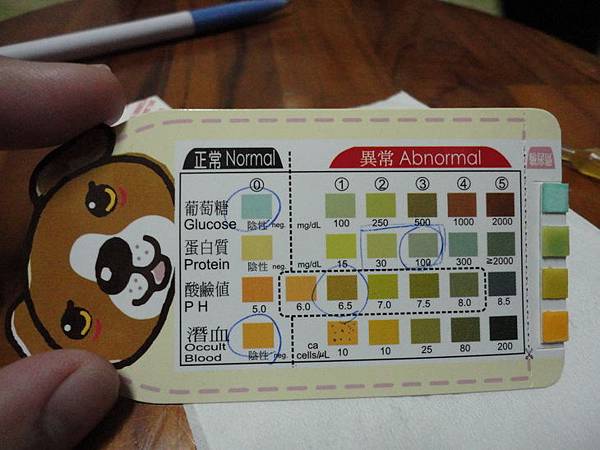 正常 Normal 異常 Abnormal
⓪ ① ② ③ ④ ⑤
葡萄糖
Glucose 陰性 neg. mg/dL 100 250 500 1000 2000
蛋白質
Protein 陰性 neg. mg/dL 15 30 100 300 ≥2000
酸鹼値
P H 5.0 6.0 6.5 7.0 7.5 8.0 8.5
潛血
Occult
Blood 陰性 neg. ca
cells/μL 10 10 25 80 200